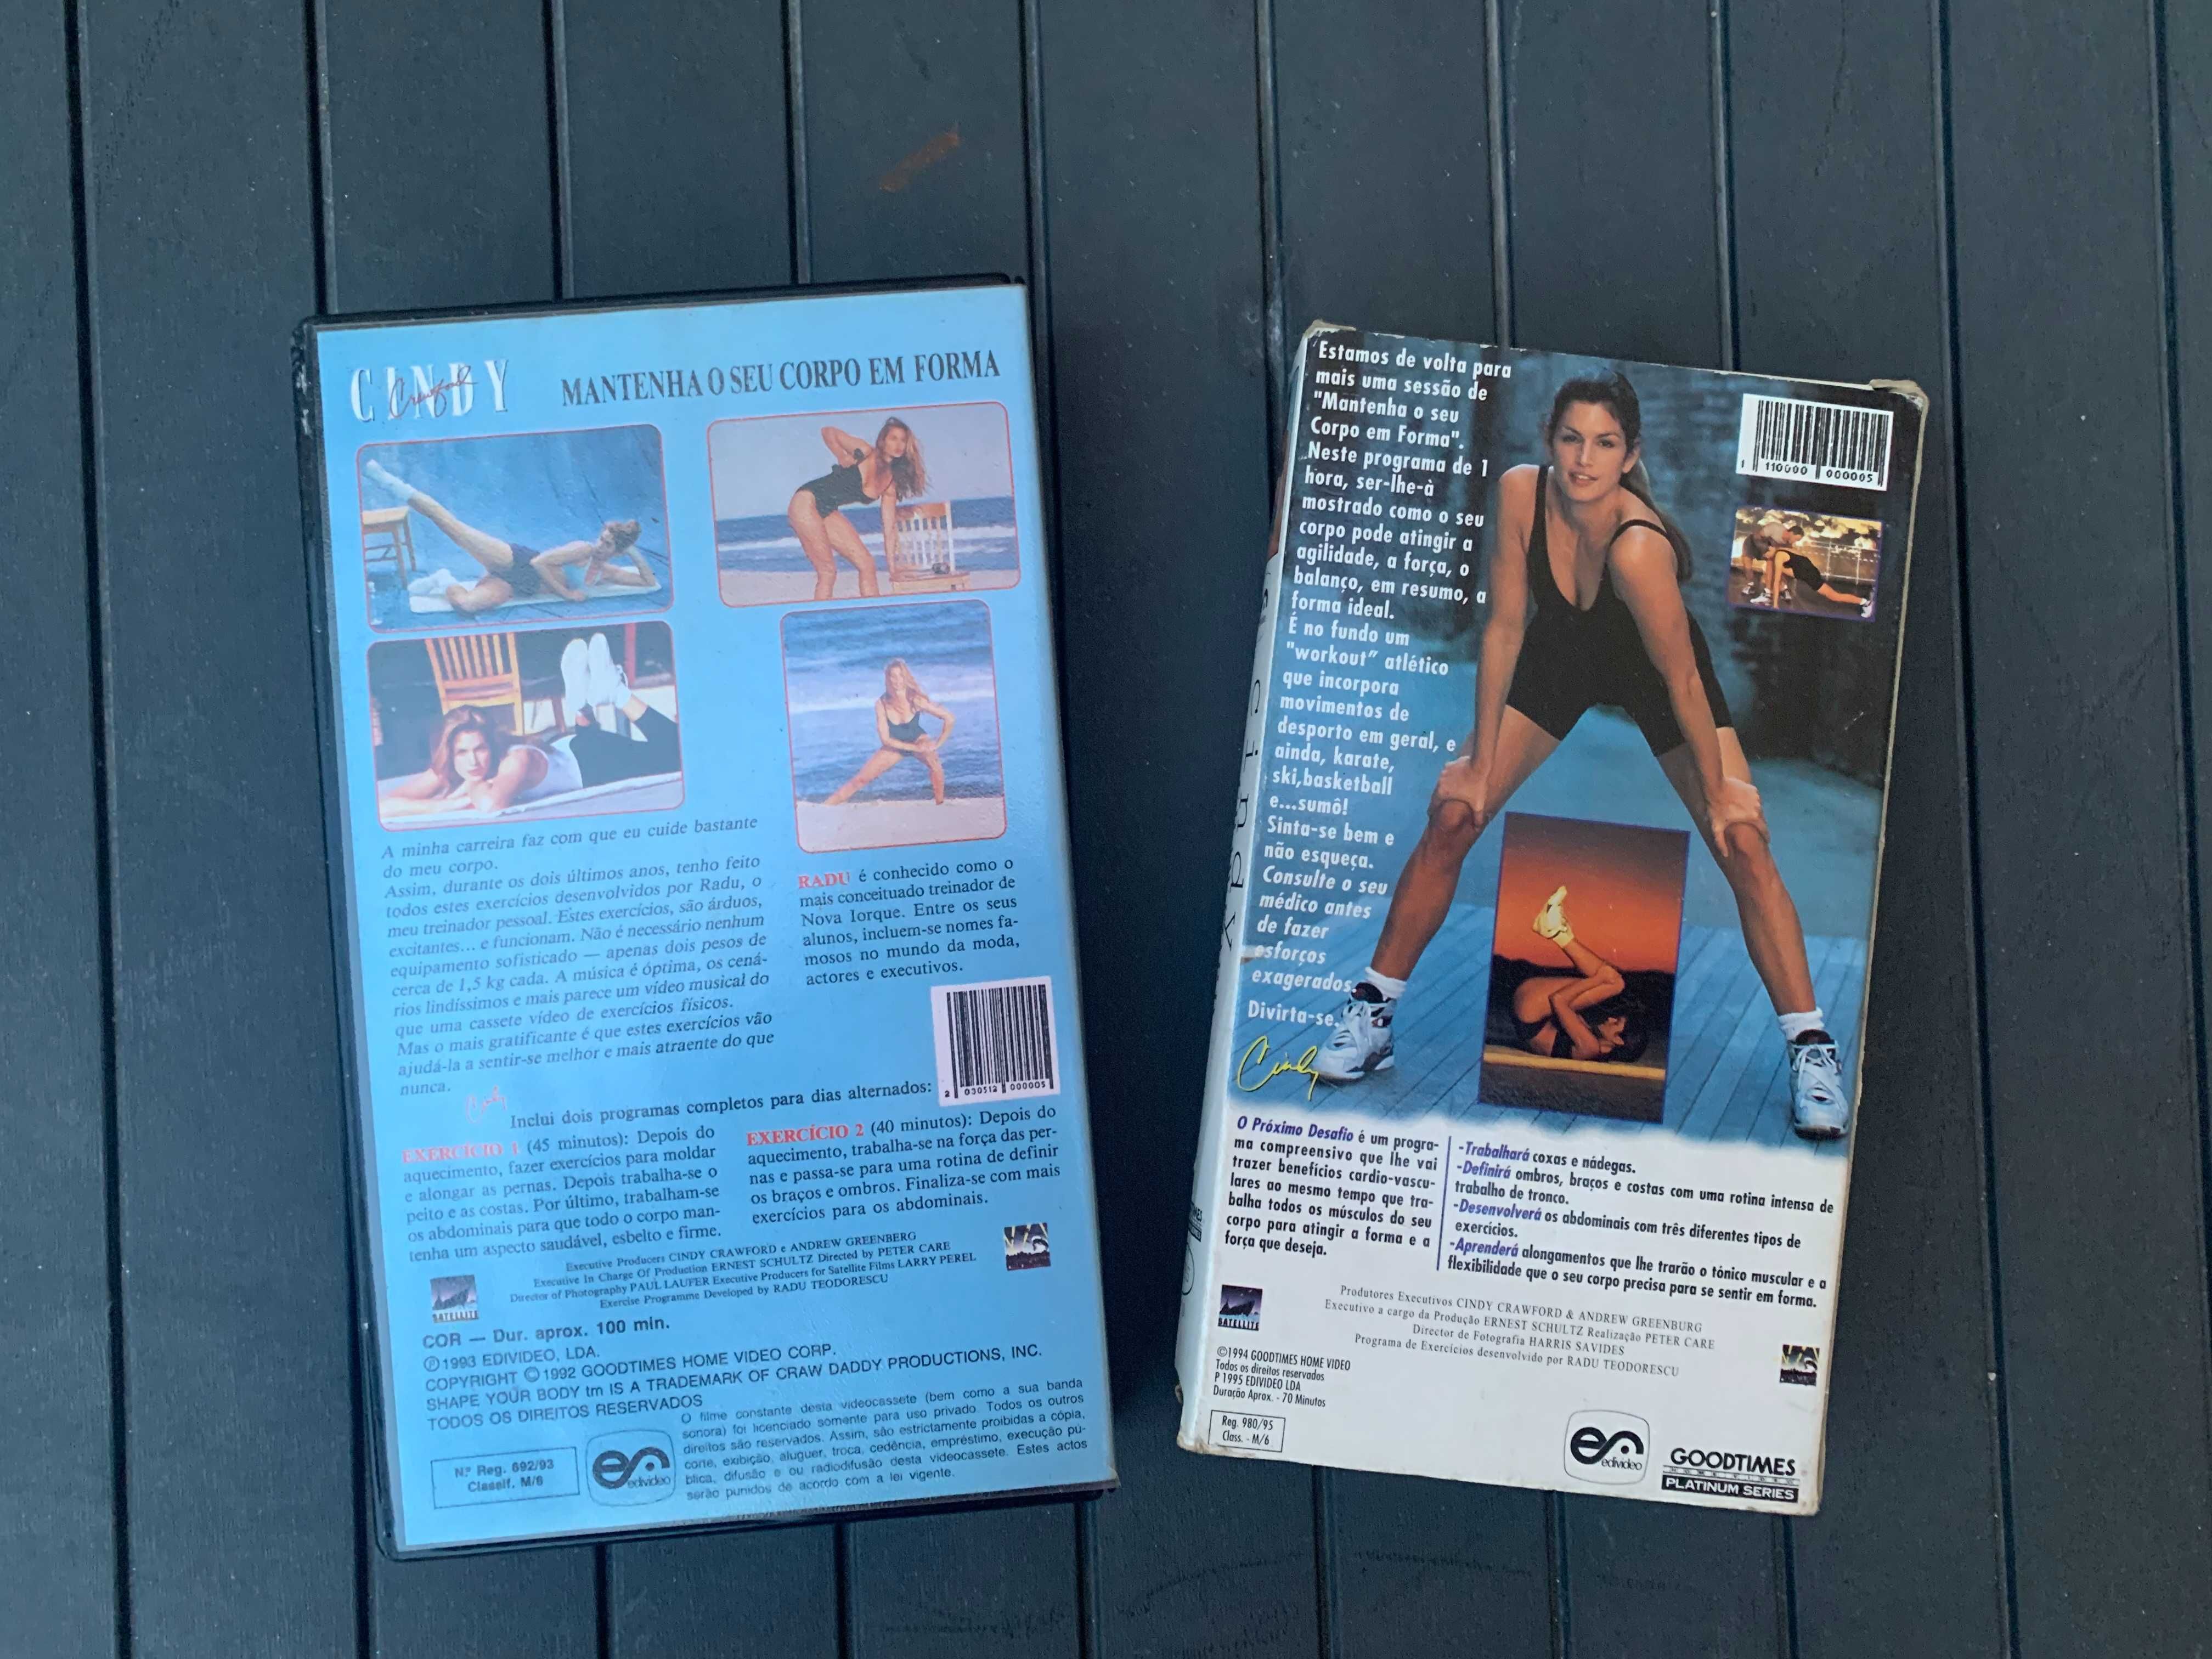 CINDY
Crawford
MANTENHA O SEU CORPO EM FORMA
A minha carreira faz com que eu cuide bastante
do meu corpo.
Assim, durante os dois últimos anos, tenho feito
todos estes exercícios desenvolvidos por Radu, o
meu treinador pessoal. Estes exercícios, são árduos,
excitantes... e funcionam. Não é necessário nenhum
equipamento sofisticado — apenas dois pesos de
cerca de 1,5 kg cada. A música é óptima, os cená-
rios lindíssimos e mais parece um vídeo musical do
que uma cassete vídeo de exercícios físicos.
Mas o mais gratificante é que estes exercícios vão
ajudá-la a sentir-se melhor e mais atraente do que
nunca.
Cindy
RADU é conhecido como o
mais conceituado treinador de
Nova Iorque. Entre os seus
alunos, incluem-se nomes fa-
mosos no mundo da moda,
actores e executivos.
2 030512 000005
Inclui dois programas completos para dias alternados:
EXERCÍCIO 1 (45 minutos): Depois do
aquecimento, fazer exercícios para moldar
e alongar as pernas. Depois trabalha-se o
peito e as costas. Por último, trabalham-se
os abdominais para que todo o corpo man-
tenha um aspecto saudável, esbelto e firme.
EXERCÍCIO 2 (40 minutos): Depois do
aquecimento, trabalha-se na força das per-
nas e passa-se para uma rotina de definir
os braços e ombros. Finaliza-se com mais
exercícios para os abdominais.
Executive Producers CINDY CRAWFORD e ANDREW GREENBERG
Executive In Charge Of Production ERNEST SCHULTZ Directed by PETER CARE
Director of Photography PAUL LAUFER Executive Producers for Satellite Films LARRY PEREL
Exercise Programme Developed by RADU TEODORESCU
SATELLITE
COR — Dur. aprox. 100 min.
℗1993 EDIVIDEO, LDA.
COPYRIGHT ©1992 GOODTIMES HOME VIDEO CORP.
SHAPE YOUR BODY tm IS A TRADEMARK OF CRAW DADDY PRODUCTIONS, INC.
TODOS OS DIREITOS RESERVADOS
Nº Reg. 692/93
Classif. M/6
edivideo
O filme constante desta videocassete (bem como a sua banda
sonora) foi licenciado somente para uso privado. Todos os outros
direitos são reservados. Assim, são estrictamente proibidas a cópia,
corte, exibição, aluguer, troca, cedência, empréstimo, execução pú-
blica, difusão e ou radiodifusão desta videocassete. Estes actos
serão punidos de acordo com a lei vigente.
Estamos de volta para
mais uma sessão de
"Mantenha o seu
Corpo em Forma".
Neste programa de 1
hora, ser-lhe-à
mostrado como o seu
corpo pode atingir a
agilidade, a força, o
balanço, em resumo, a
forma ideal.
É no fundo um
"workout" atlético
que incorpora
movimentos de
desporto em geral, e
ainda, karate,
ski,basketball
e...sumô!
Sinta-se bem e
não esqueça.
Consulte o seu
médico antes
de fazer
esforços
exagerados.
Divirta-se.
Cindy
1 110000 000005
O Próximo Desafio é um progra-
ma compreensivo que lhe vai
trazer benefícios cardio-vascu-
lares ao mesmo tempo que tra-
balha todos os músculos do seu
corpo para atingir a forma e a
força que deseja.
-Trabalhará coxas e nádegas.
-Definirá ombros, braços e costas com uma rotina intensa de
trabalho de tronco.
-Desenvolverá os abdominais com três diferentes tipos de
exercícios.
-Aprenderá alongamentos que lhe trarão o tónico muscular e a
flexibilidade que o seu corpo precisa para se sentir em forma.
Produtores Executivos CINDY CRAWFORD & ANDREW GREENBURG
Executivo a cargo da Produção ERNEST SCHULTZ Realização PETER CARE
Director de Fotografia HARRIS SAVIDES
Programa de Exercícios desenvolvido por RADU TEODORESCU
SATELLITE
©1994 GOODTIMES HOME VIDEO
Todos os direitos reservados
P 1995 EDIVIDEO LDA
Duração Aprox. - 70 Minutos
Reg. 980/95
Class. - M/6
edivideo
GOODTIMES
HOME VIDEO
PLATINUM SERIES